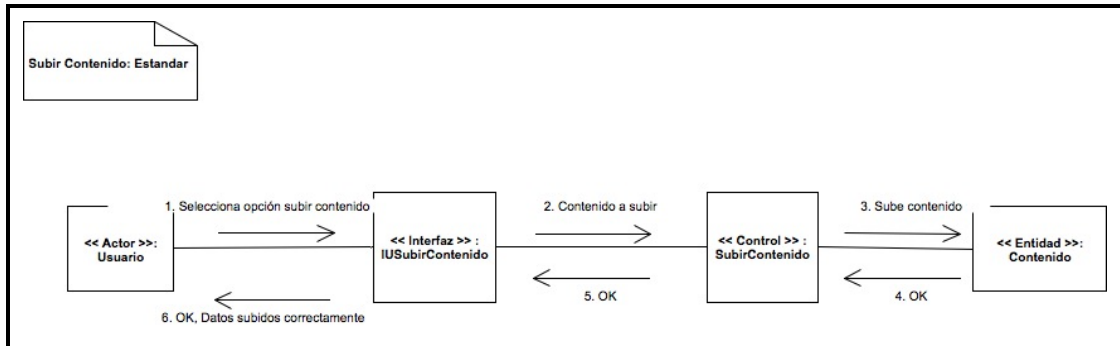 Subir Contenido: Estandar
1. Selecciona opción subir contenido
2. Contenido a subir
3. Sube contenido
<< Actor >>:
Usuario
<< Interfaz >> :
IUSubirContenido
<< Control >> :
SubirContenido
<< Entidad >>:
Contenido
4. OK
5. OK
6. OK, Datos subidos correctamente